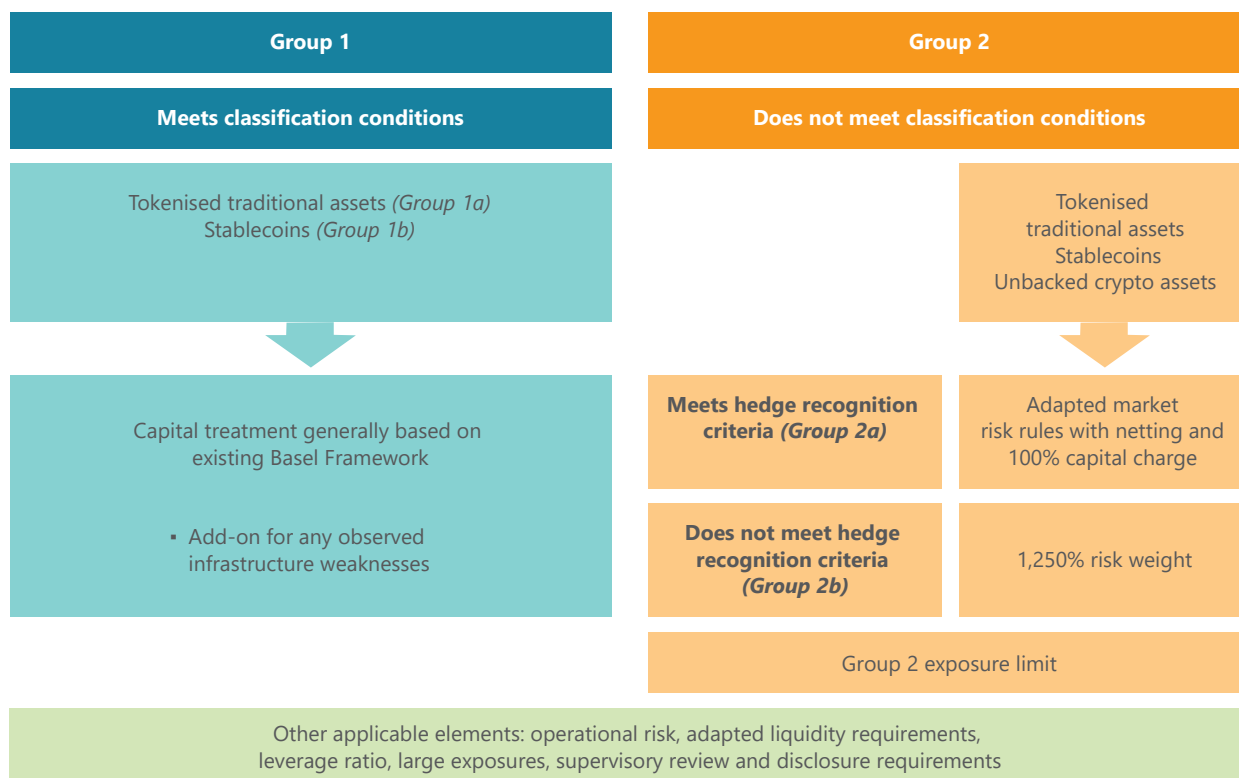 Group 1
Group 2
Meets classification conditions
Does not meet classification conditions
Tokenised traditional assets (Group 1a)
Stablecoins (Group 1b)
Tokenised
traditional assets
Stablecoins
Unbacked crypto assets
Capital treatment generally based on
existing Basel Framework
▪ Add-on for any observed
infrastructure weaknesses
Meets hedge recognition
criteria (Group 2a)
Adapted market
risk rules with netting and
100% capital charge
Does not meet hedge
recognition criteria
(Group 2b)
1,250% risk weight
Group 2 exposure limit
Other applicable elements: operational risk, adapted liquidity requirements,
leverage ratio, large exposures, supervisory review and disclosure requirements